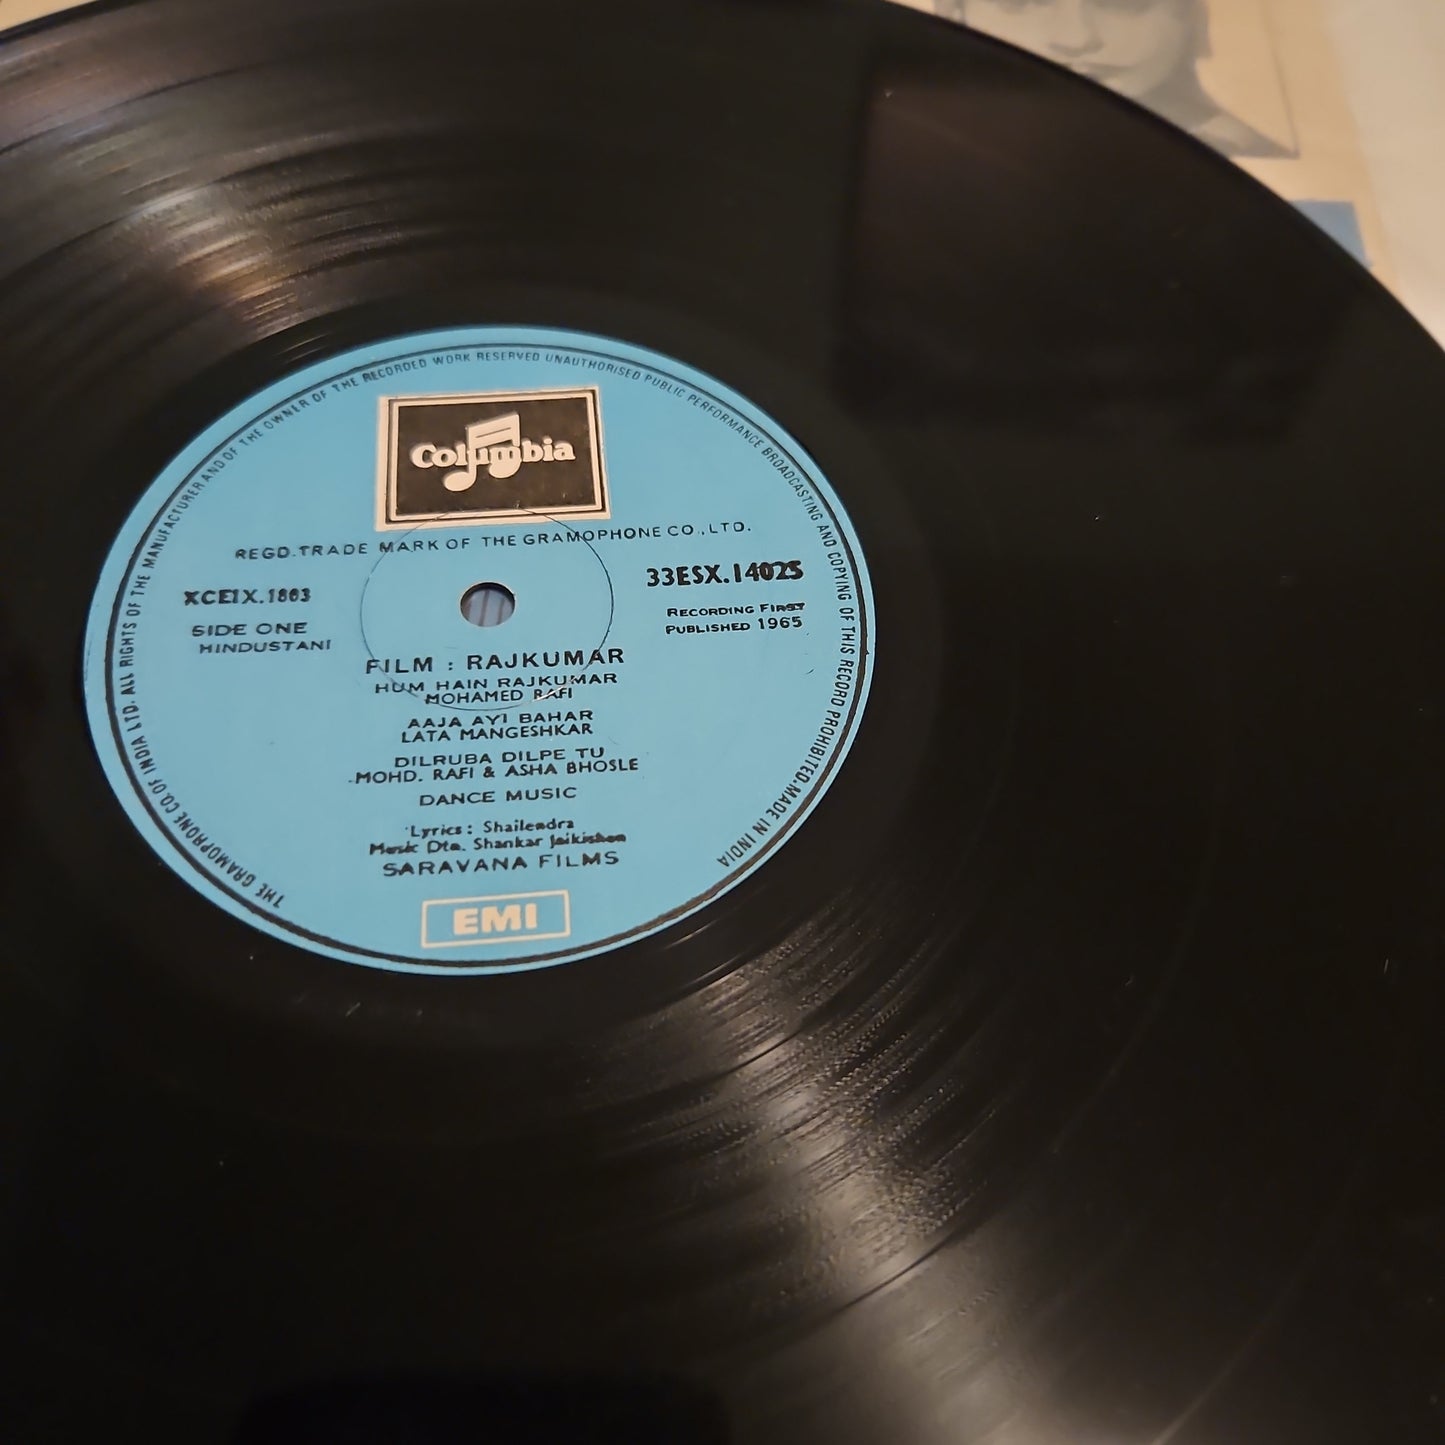 THE GRAMOPHONE CO. OF INDIA LTD. ALL RIGHTS OF THE MANUFACTURER AND OF THE OWNER OF THE RECORDED WORK RESERVED UNAUTHORISED PUBLIC PERFORMANCE BROADCASTING AND COPYING OF THIS RECORD PROHIBITED. MADE IN INDIA
Columbia
REGD. TRADE MARK OF THE GRAMOPHONE CO., LTD.
XCEIX.1803
33ESX.14025
SIDE ONE
HINDUSTANI
RECORDING FIRST
PUBLISHED 1965
FILM : RAJKUMAR
HUM HAIN RAJKUMAR
MOHAMED RAFI
AAJA AYI BAHAR
LATA MANGESHKAR
DILRUBA DILPE TU
MOHD. RAFI & ASHA BHOSLE
DANCE MUSIC
Lyrics: Shailendra
Music Dtn. Shankar Jaikishen
SARAVANA FILMS
EMI